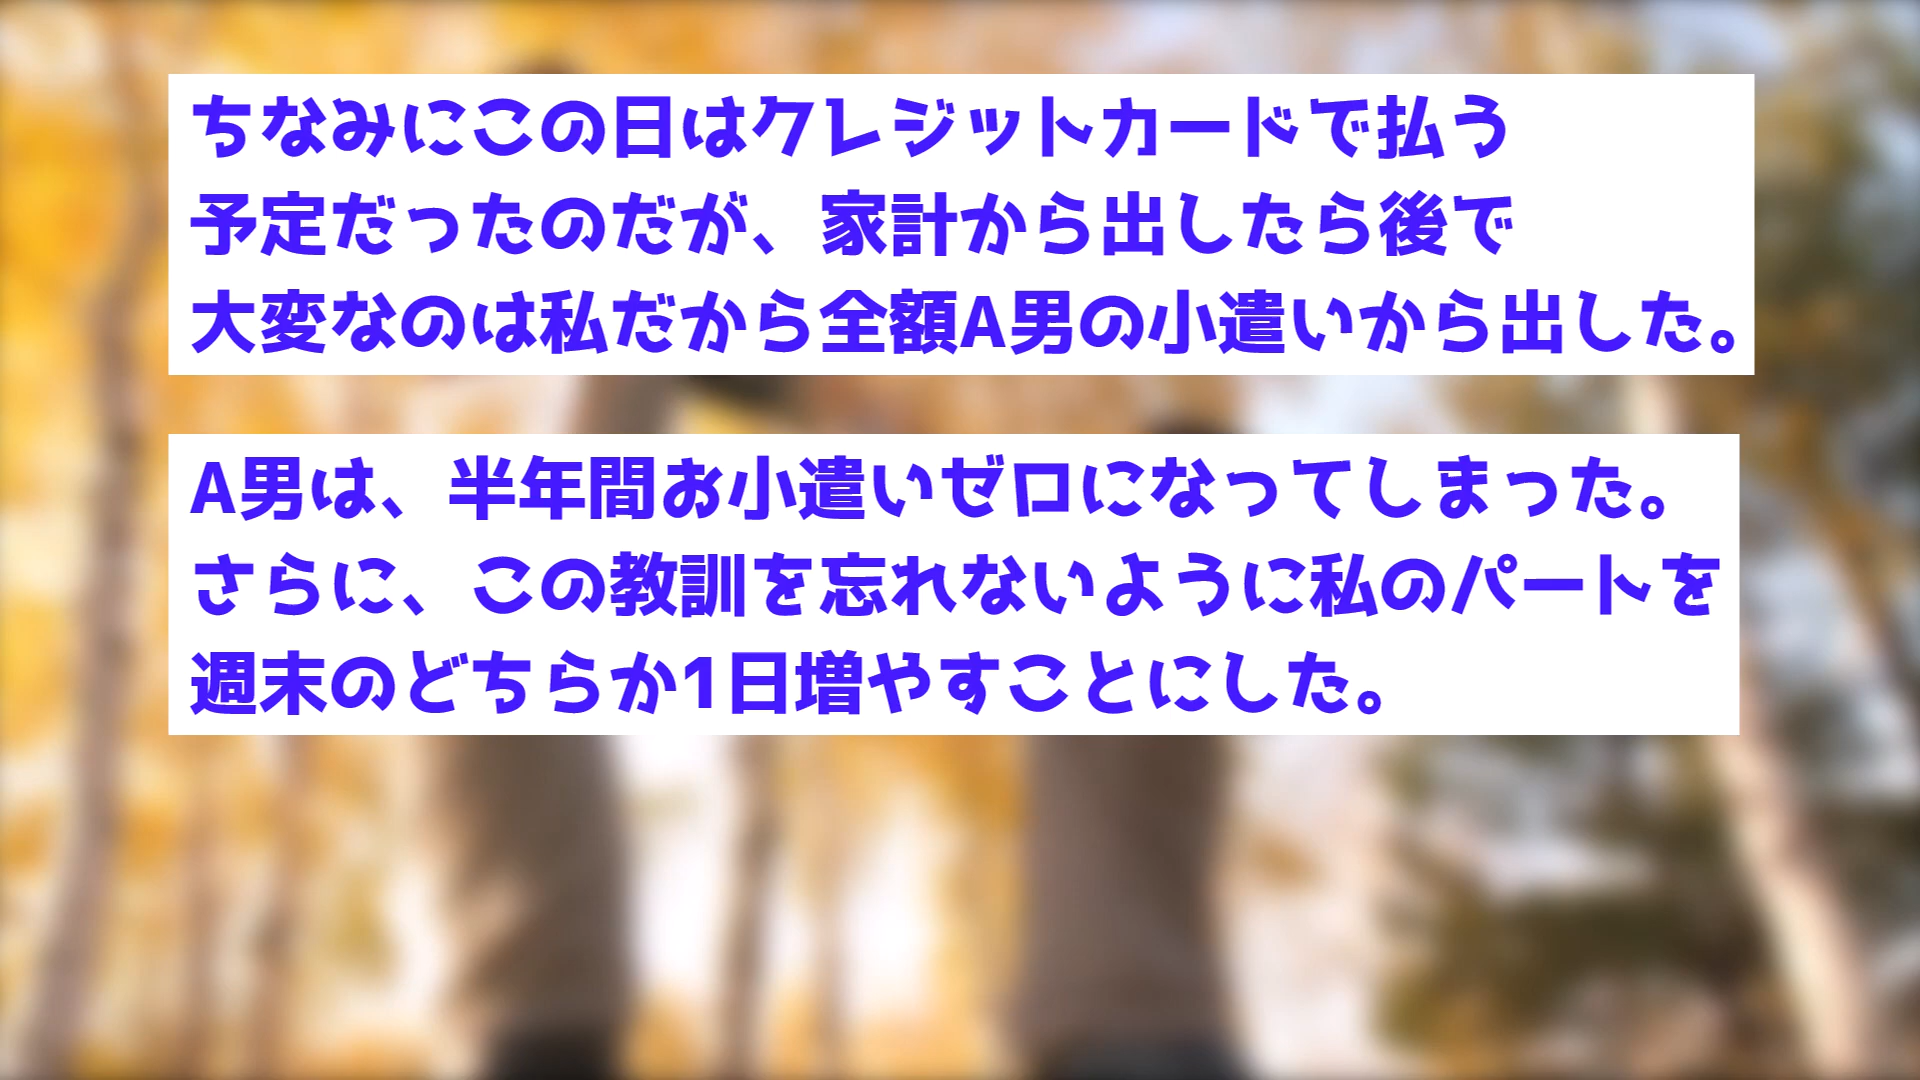 ちなみにこの日はクレジットカードで払う
予定だったのだが、家計から出したら後で
大変なのは私だから全額A男の小遣いから出した。
A男は、半年間お小遣いゼロになってしまった。
さらに、この教訓を忘れないように私のパートを
週末のどちらか1日増やすことにした。